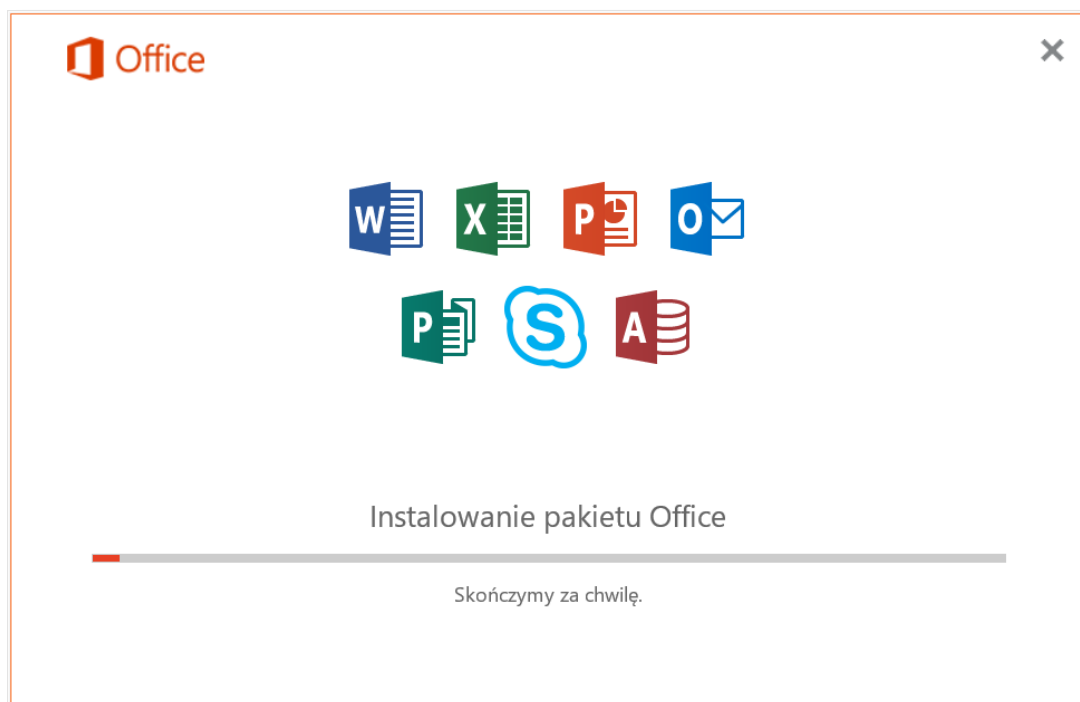 Office
W
X
P
O
P
S
A
Instalowanie pakietu Office
Skończymy za chwilę.